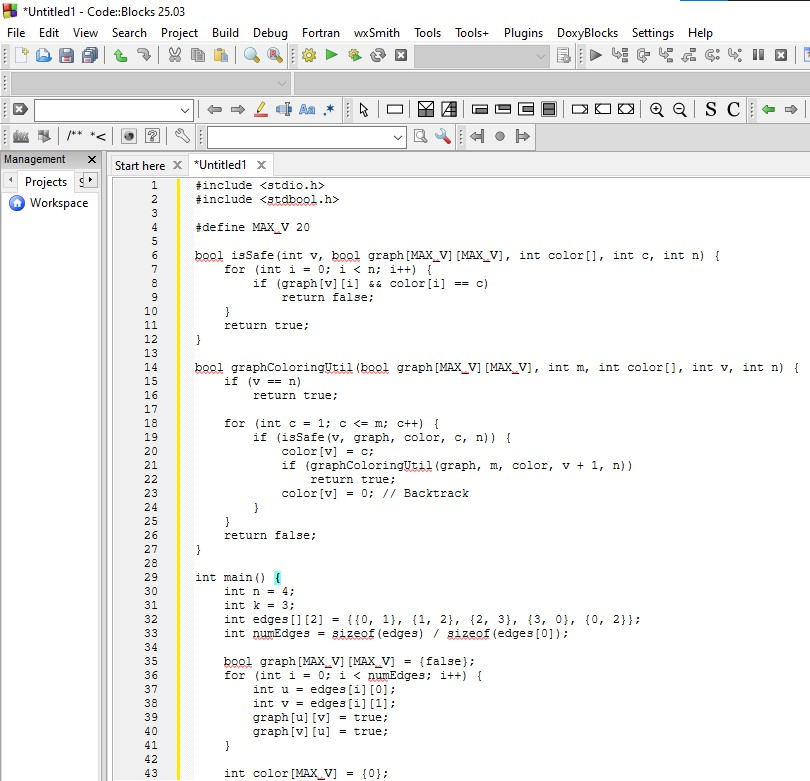 *Untitled1 - Code::Blocks 25.03
File Edit View Search Project Build Debug Fortran wxSmith Tools Tools+ Plugins DoxyBlocks Settings Help
Aa .* S C
/** *<
Management
Start here *Untitled1
Projects
Workspace
1 #include <stdio.h>
2 #include <stdbool.h>
3
4 #define MAX_V 20
5
6 bool isSafe(int v, bool graph[MAX_V][MAX_V], int color[], int c, int n) {
7 for (int i = 0; i < n; i++) {
8 if (graph[v][i] && color[i] == c)
9 return false;
10 }
11 return true;
12 }
13
14 bool graphColoringUtil(bool graph[MAX_V][MAX_V], int m, int color[], int v, int n) {
15 if (v == n)
16 return true;
17
18 for (int c = 1; c <= m; c++) {
19 if (isSafe(v, graph, color, c, n)) {
20 color[v] = c;
21 if (graphColoringUtil(graph, m, color, v + 1, n))
22 return true;
23 color[v] = 0; // Backtrack
24 }
25 }
26 return false;
27 }
28
29 int main() {
30 int n = 4;
31 int k = 3;
32 int edges[][2] = {{0, 1}, {1, 2}, {2, 3}, {3, 0}, {0, 2}};
33 int numEdges = sizeof(edges) / sizeof(edges[0]);
34
35 bool graph[MAX_V][MAX_V] = {false};
36 for (int i = 0; i < numEdges; i++) {
37 int u = edges[i][0];
38 int v = edges[i][1];
39 graph[u][v] = true;
40 graph[v][u] = true;
41 }
42
43 int color[MAX_V] = {0};